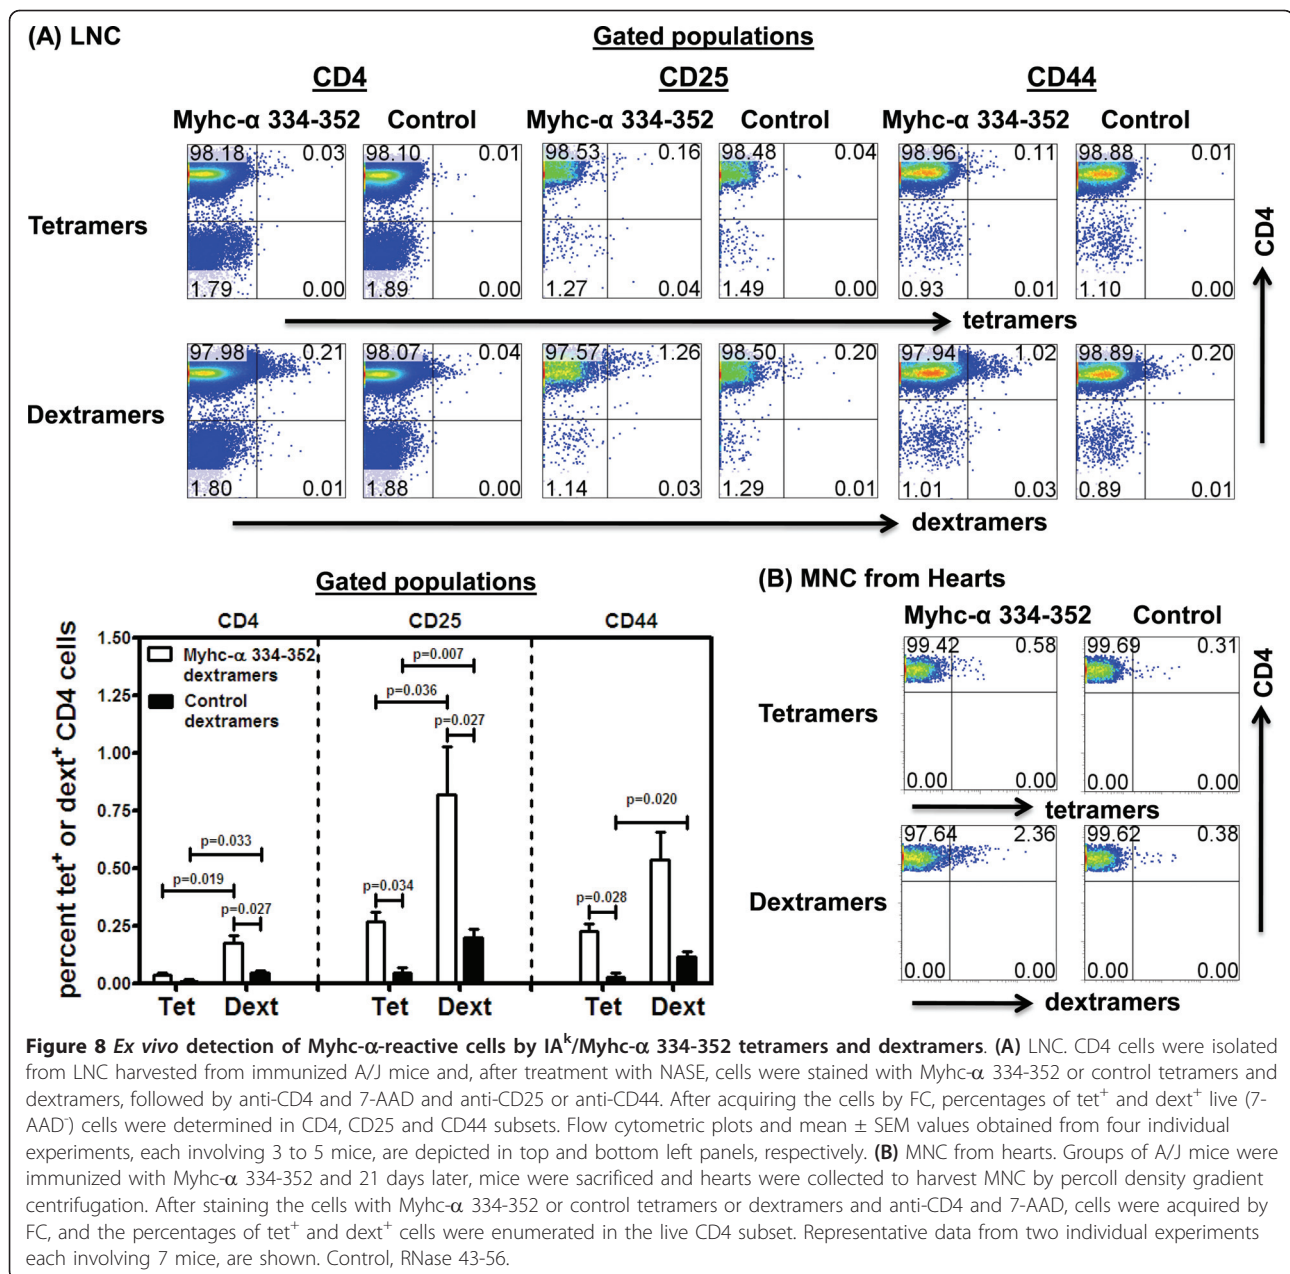 (A) LNC
Gated populations
CD4 CD25 CD44
Myhc-α 334-352 Control Myhc-α 334-352 Control Myhc-α 334-352 Control
98.18 0.03 98.10 0.01 98.53 0.16 98.48 0.04 98.96 0.11 98.88 0.01
Tetramers
1.79 0.00 1.89 0.00 1.27 0.04 1.49 0.00 0.93 0.01 1.10 0.00
tetramers
CD4
97.98 0.21 98.07 0.04 97.57 1.26 98.50 0.20 97.94 1.02 98.89 0.20
Dextramers
1.80 0.01 1.88 0.00 1.14 0.03 1.29 0.01 1.01 0.03 0.89 0.01
dextramers
Gated populations
CD4 CD25 CD44
percent tet+ or dext+ CD4 cells
1.50
1.25
1.00
0.75
0.50
0.25
0.00
Myhc-α 334-352
dextramers
Control
dextramers
p=0.007
p=0.036
p=0.027
p=0.020
p=0.033
p=0.019
p=0.034
p=0.028
p=0.027
Tet Dext Tet Dext Tet Dext
(B) MNC from Hearts
Myhc-α 334-352 Control
99.42 0.58 99.69 0.31
Tetramers
0.00 0.00 0.00 0.00
tetramers
CD4
97.64 2.36 99.62 0.38
Dextramers
0.00 0.00 0.00 0.00
dextramers
Figure 8 Ex vivo detection of Myhc-α-reactive cells by IAk/Myhc-α 334-352 tetramers and dextramers. (A) LNC. CD4 cells were isolated
from LNC harvested from immunized A/J mice and, after treatment with NASE, cells were stained with Myhc-α 334-352 or control tetramers and
dextramers, followed by anti-CD4 and 7-AAD and anti-CD25 or anti-CD44. After acquiring the cells by FC, percentages of tet+ and dext+ live (7-
AAD-) cells were determined in CD4, CD25 and CD44 subsets. Flow cytometric plots and mean ± SEM values obtained from four individual
experiments, each involving 3 to 5 mice, are depicted in top and bottom left panels, respectively. (B) MNC from hearts. Groups of A/J mice were
immunized with Myhc-α 334-352 and 21 days later, mice were sacrificed and hearts were collected to harvest MNC by percoll density gradient
centrifugation. After staining the cells with Myhc-α 334-352 or control tetramers or dextramers and anti-CD4 and 7-AAD, cells were acquired by
FC, and the percentages of tet+ and dext+ cells were enumerated in the live CD4 subset. Representative data from two individual experiments
each involving 7 mice, are shown. Control, RNase 43-56.